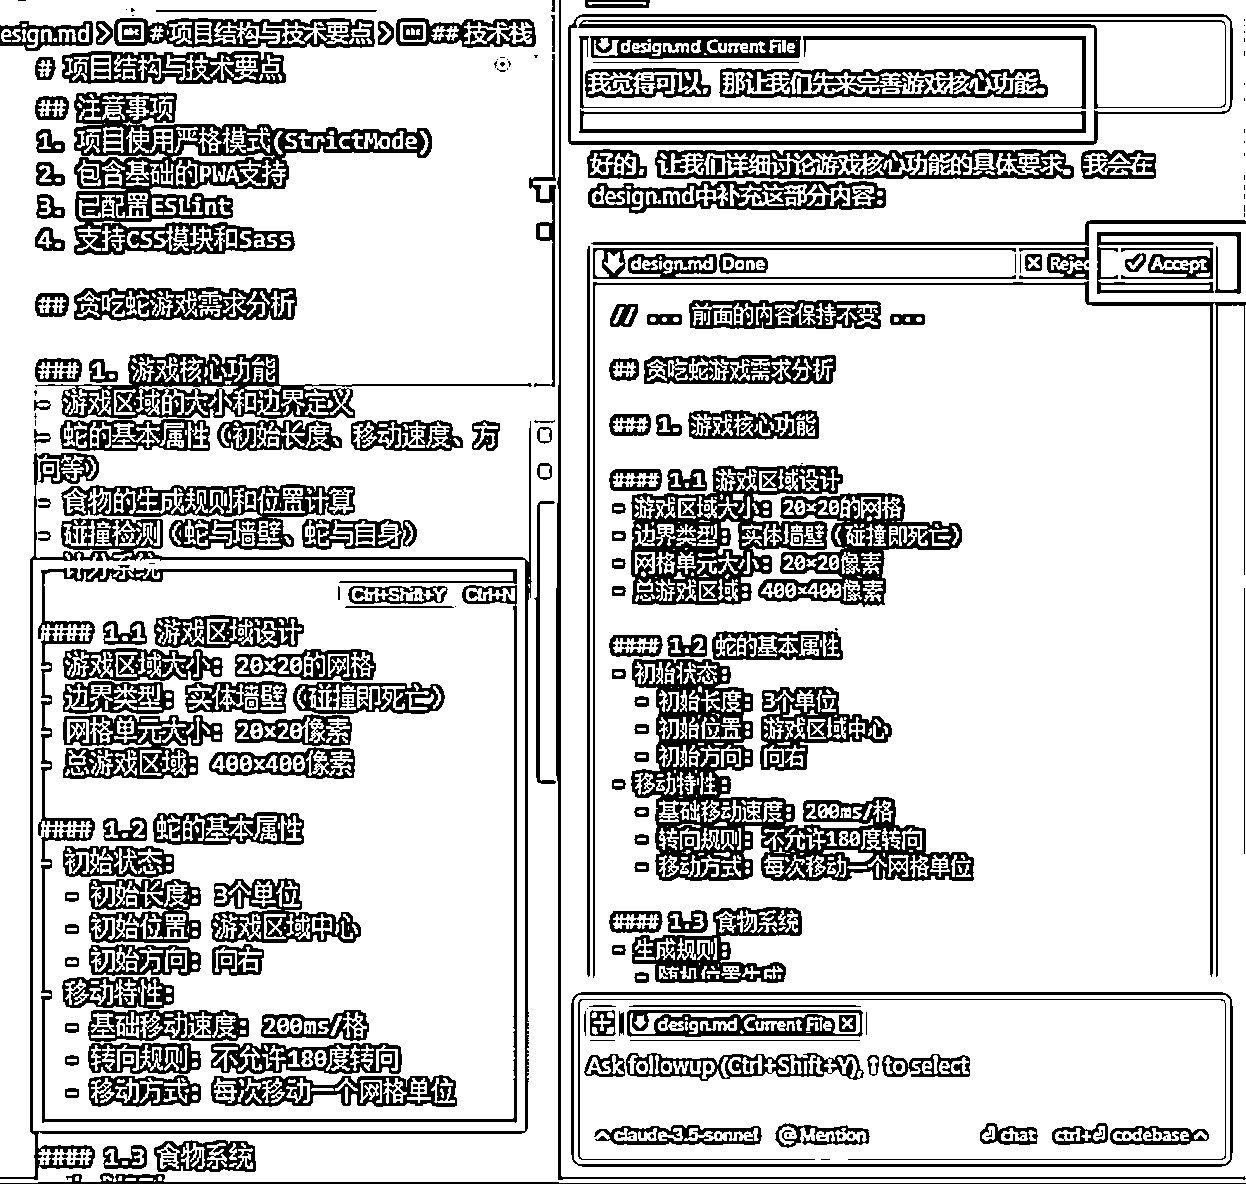 esign.md > # 项目结构与技术要点 > ## 技术栈
# 项目结构与技术要点
## 注意事项
1. 项目使用严格模式(StrictMode)
2. 包含基础的PWA支持
3. 已配置ESLint
4. 支持CSS模块和Sass
## 贪吃蛇游戏需求分析
### 1. 游戏核心功能
- 游戏区域的大小和边界定义
- 蛇的基本属性（初始长度、移动速度、方
向等）
- 食物的生成规则和位置计算
- 碰撞检测（蛇与墙壁、蛇与自身）
- 计分系统
Ctrl+Shift+Y Ctrl+N
#### 1.1 游戏区域设计
- 游戏区域大小：20×20的网格
- 边界类型：实体墙壁（碰撞即死亡）
- 网格单元大小：20×20像素
- 总游戏区域：400×400像素
#### 1.2 蛇的基本属性
- 初始状态：
- 初始长度：3个单位
- 初始位置：游戏区域中心
- 初始方向：向右
- 移动特性：
- 基础移动速度：200ms/格
- 转向规则：不允许180度转向
- 移动方式：每次移动一个网格单位
#### 1.3 食物系统
design.md Current File
我觉得可以，那让我们先来完善游戏核心功能。
好的，让我们详细讨论游戏核心功能的具体要求。我会在
design.md中补充这部分内容：
design.md Done Rejec Accept
// ... 前面的内容保持不变 ...
## 贪吃蛇游戏需求分析
### 1. 游戏核心功能
#### 1.1 游戏区域设计
- 游戏区域大小：20×20的网格
- 边界类型：实体墙壁（碰撞即死亡）
- 网格单元大小：20×20像素
- 总游戏区域：400×400像素
#### 1.2 蛇的基本属性
- 初始状态：
- 初始长度：3个单位
- 初始位置：游戏区域中心
- 初始方向：向右
- 移动特性：
- 基础移动速度：200ms/格
- 转向规则：不允许180度转向
- 移动方式：每次移动一个网格单位
#### 1.3 食物系统
- 生成规则：
- 随机位置生成
design.md Current File
Ask followup (Ctrl+Shift+Y), ↑ to select
claude-3.5-sonnet @ Mention chat ctrl+⏎ codebase